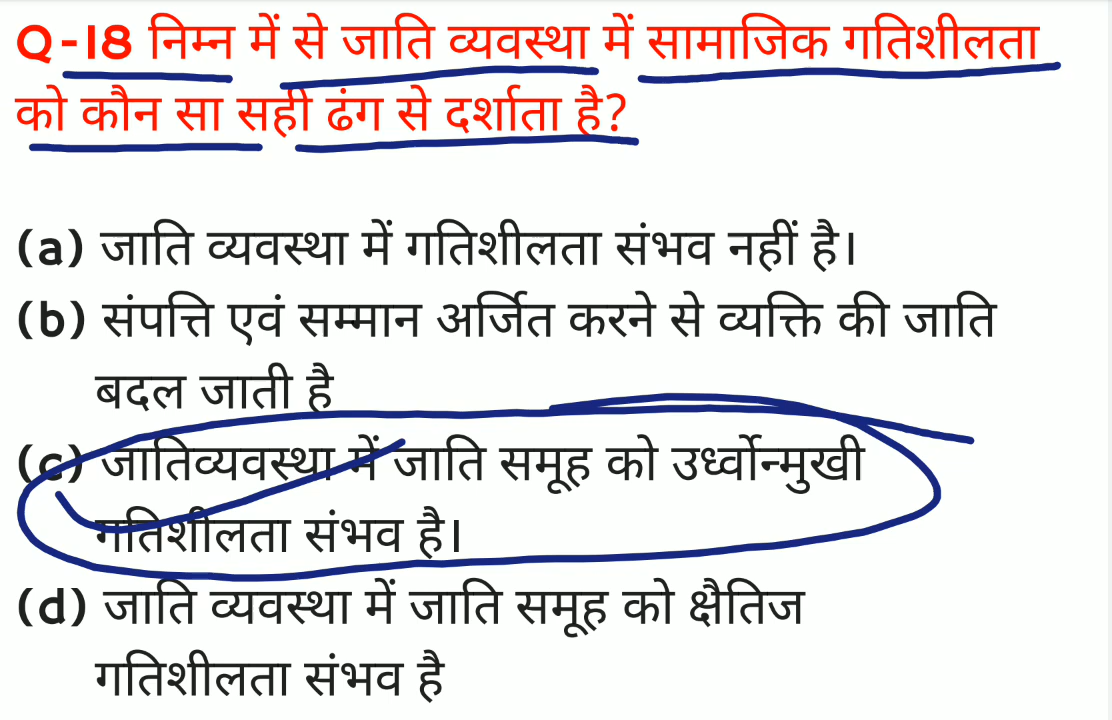 Q-18 निम्न में से जाति व्यवस्था में सामाजिक गतिशीलता
को कौन सा सही ढंग से दर्शाता है?
(a) जाति व्यवस्था में गतिशीलता संभव नहीं है।
(b) संपत्ति एवं सम्मान अर्जित करने से व्यक्ति की जाति
बदल जाती है
(c) जातिव्यवस्था में जाति समूह को उर्ध्वोन्मुखी
गतिशीलता संभव है।
(d) जाति व्यवस्था में जाति समूह को क्षैतिज
गतिशीलता संभव है